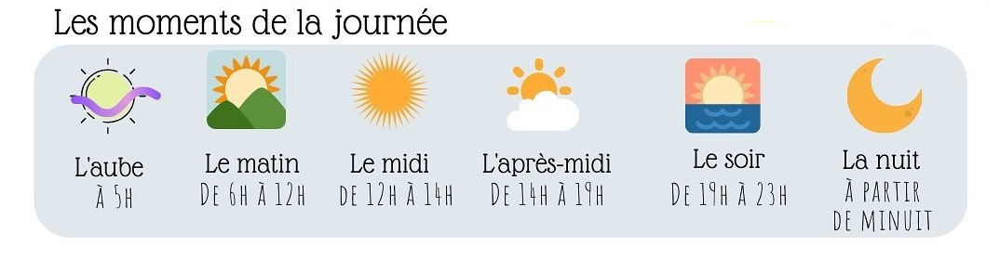 Les moments de la journée
L'aube
À 5H
Le matin
DE 6H À 12H
Le midi
DE 12H À 14H
L'après-midi
DE 14H À 19H
Le soir
DE 19H À 23H
La nuit
À PARTIR
DE MINUIT